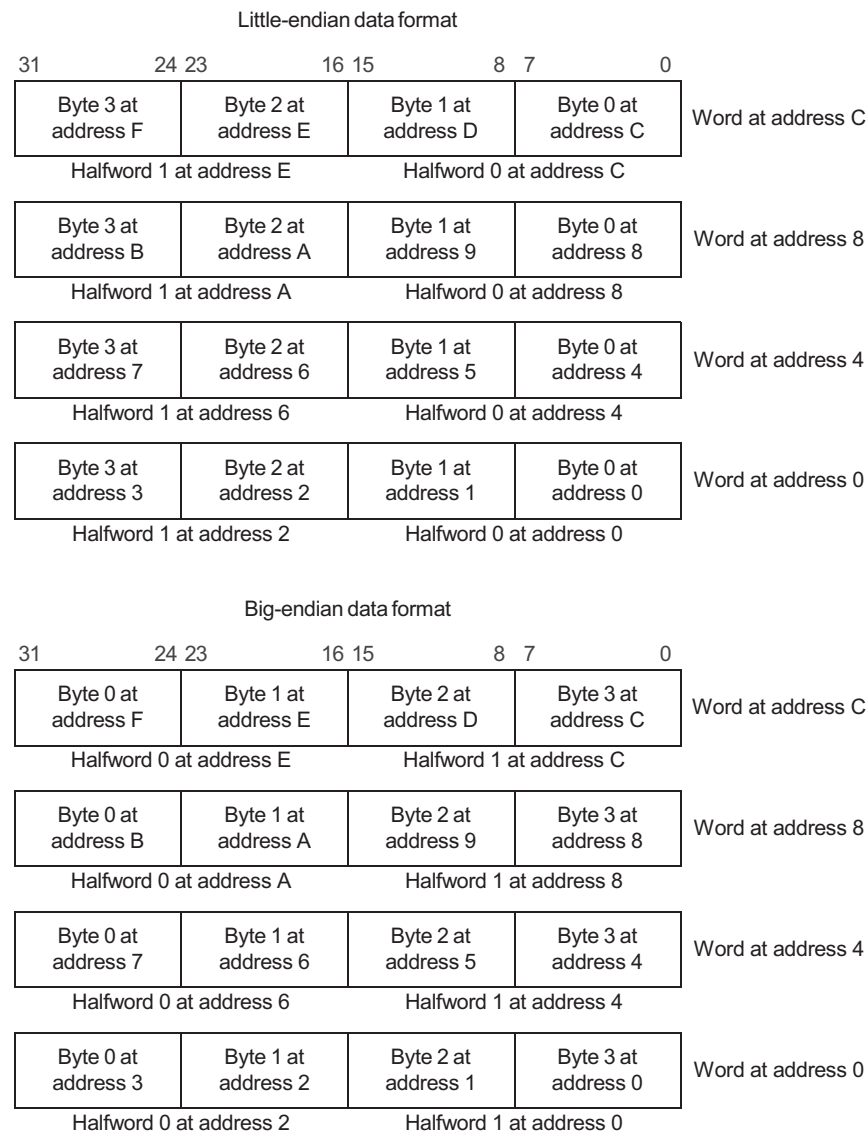 Little-endian data format
31 24 23 16 15 8 7 0
Byte 3 at address F Byte 2 at address E Byte 1 at address D Byte 0 at address C Word at address C
Halfword 1 at address E Halfword 0 at address C
Byte 3 at address B Byte 2 at address A Byte 1 at address 9 Byte 0 at address 8 Word at address 8
Halfword 1 at address A Halfword 0 at address 8
Byte 3 at address 7 Byte 2 at address 6 Byte 1 at address 5 Byte 0 at address 4 Word at address 4
Halfword 1 at address 6 Halfword 0 at address 4
Byte 3 at address 3 Byte 2 at address 2 Byte 1 at address 1 Byte 0 at address 0 Word at address 0
Halfword 1 at address 2 Halfword 0 at address 0
Big-endian data format
31 24 23 16 15 8 7 0
Byte 0 at address F Byte 1 at address E Byte 2 at address D Byte 3 at address C Word at address C
Halfword 0 at address E Halfword 1 at address C
Byte 0 at address B Byte 1 at address A Byte 2 at address 9 Byte 3 at address 8 Word at address 8
Halfword 0 at address A Halfword 1 at address 8
Byte 0 at address 7 Byte 1 at address 6 Byte 2 at address 5 Byte 3 at address 4 Word at address 4
Halfword 0 at address 6 Halfword 1 at address 4
Byte 0 at address 3 Byte 1 at address 2 Byte 2 at address 1 Byte 3 at address 0 Word at address 0
Halfword 0 at address 2 Halfword 1 at address 0